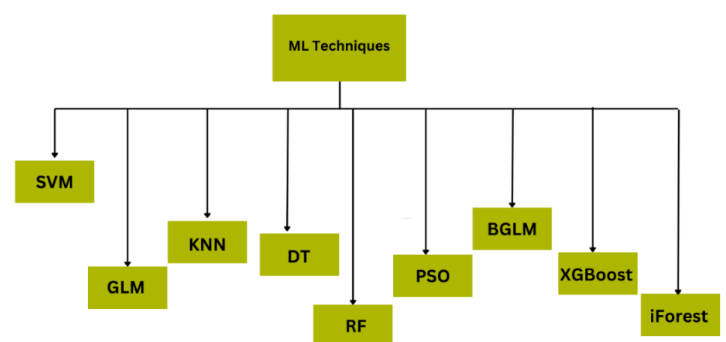 ML Techniques
SVM
GLM
KNN
DT
RF
PSO
BGLM
XGBoost
iForest